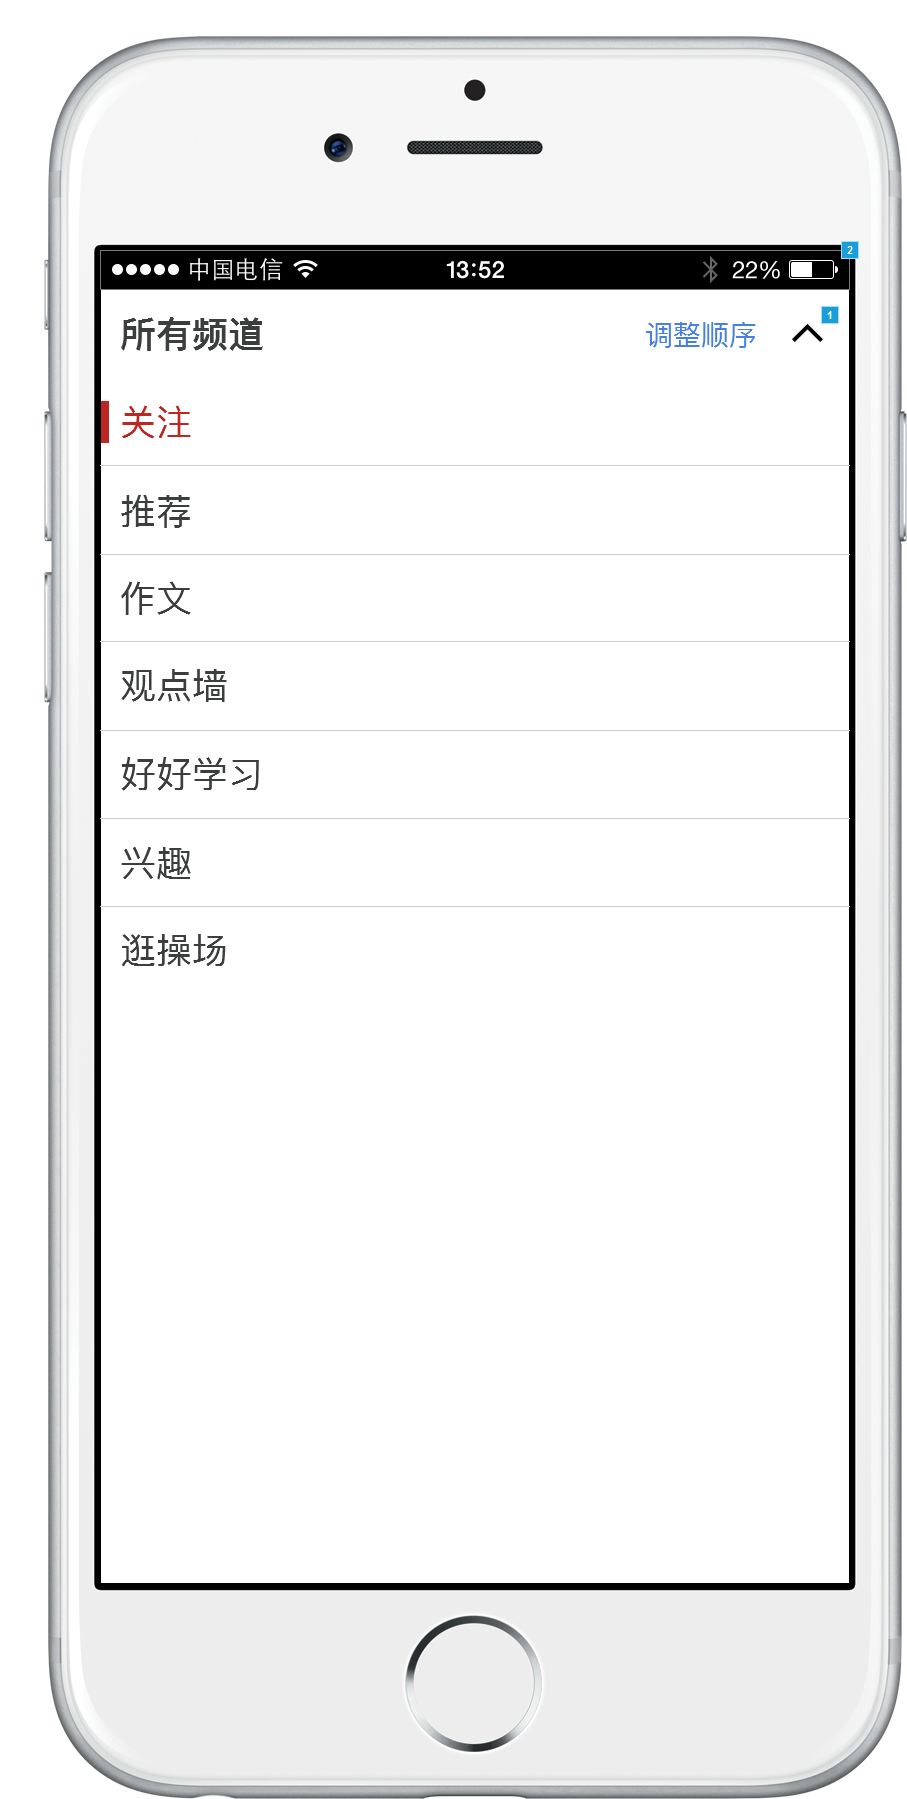 中国电信 13:52 22% 2
所有频道 调整顺序 1
关注
推荐
作文
观点墙
好好学习
兴趣
逛操场